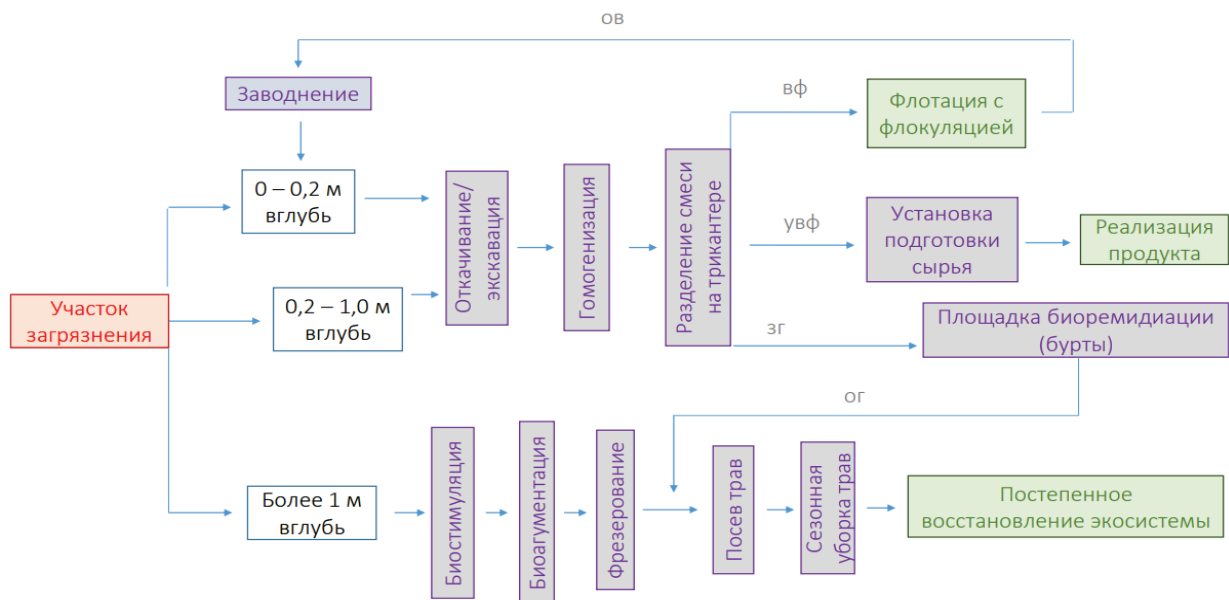 ов
Заводнение
вф
Флотация с
флокуляцией
0 – 0,2 м
вглубь
Откачивание/
экскавация
Гомогенизация
Разделение смеси
на трикантере
увф
Установка
подготовки
сырья
Реализация
продукта
Участок
загрязнения
0,2 – 1,0 м
вглубь
зг
Площадка биоремидиации
(бурты)
ог
Более 1 м
вглубь
Биостимуляция
Биоагументация
Фрезерование
Посев трав
Сезонная
уборка трав
Постепенное
восстановление экосистемы